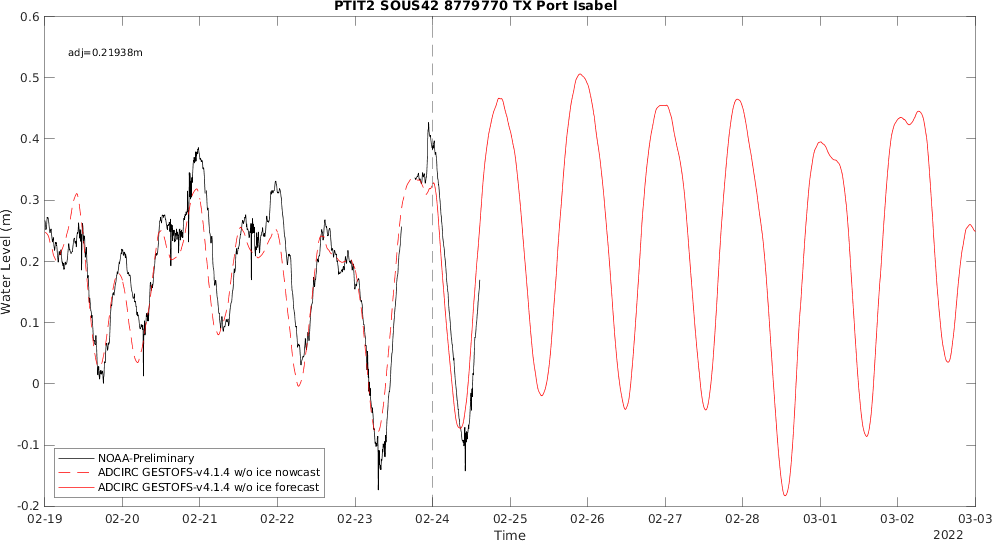 PTIT2 SOUS42 8779770 TX Port Isabel
adj=0.21938m
0.6
0.5
0.4
0.3
0.2
0.1
0
-0.1
-0.2
Water Level (m)
NOAA-Preliminary
ADCIRC GESTOFS-v4.1.4 w/o ice nowcast
ADCIRC GESTOFS-v4.1.4 w/o ice forecast
02-19 02-20 02-21 02-22 02-23 02-24 02-25 02-26 02-27 02-28 03-01 03-02 03-03
Time
2022